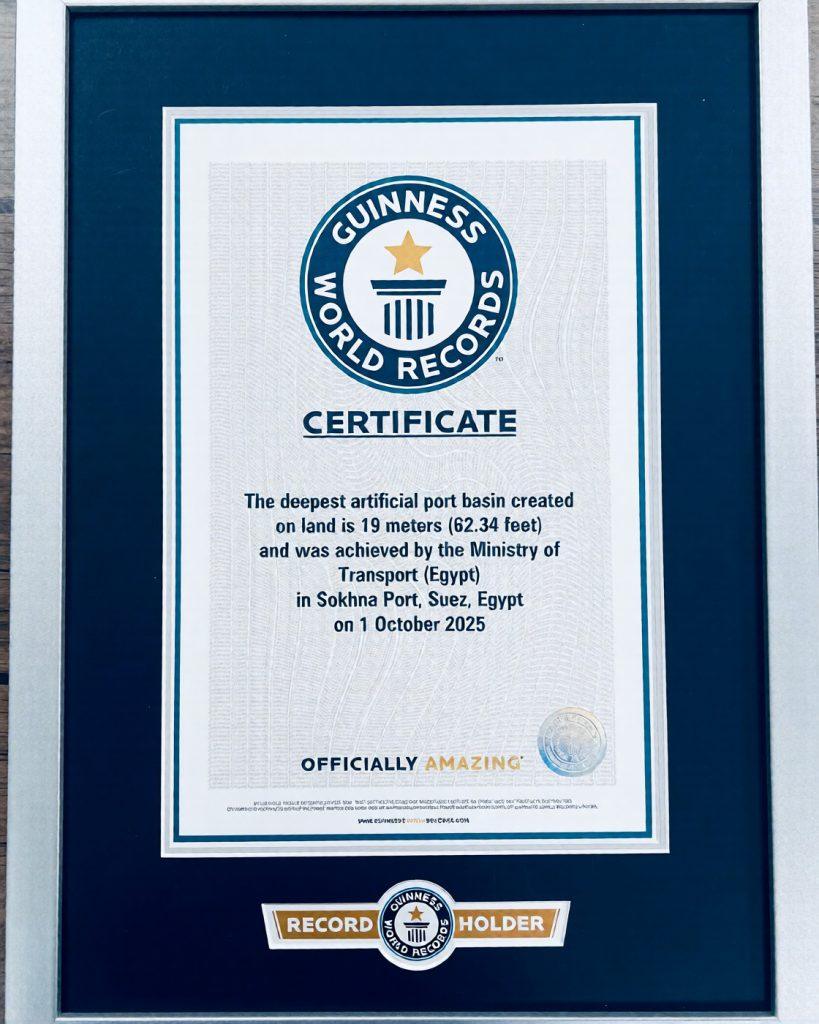 GUINNESS
WORLD RECORDS
TM
CERTIFICATE
The deepest artificial port basin created
on land is 19 meters (62.34 feet)
and was achieved by the Ministry of
Transport (Egypt)
in Sokhna Port, Suez, Egypt
on 1 October 2025
OFFICIALLY AMAZING
RECORD
GUINNESS
WORLD RECORDS
HOLDER